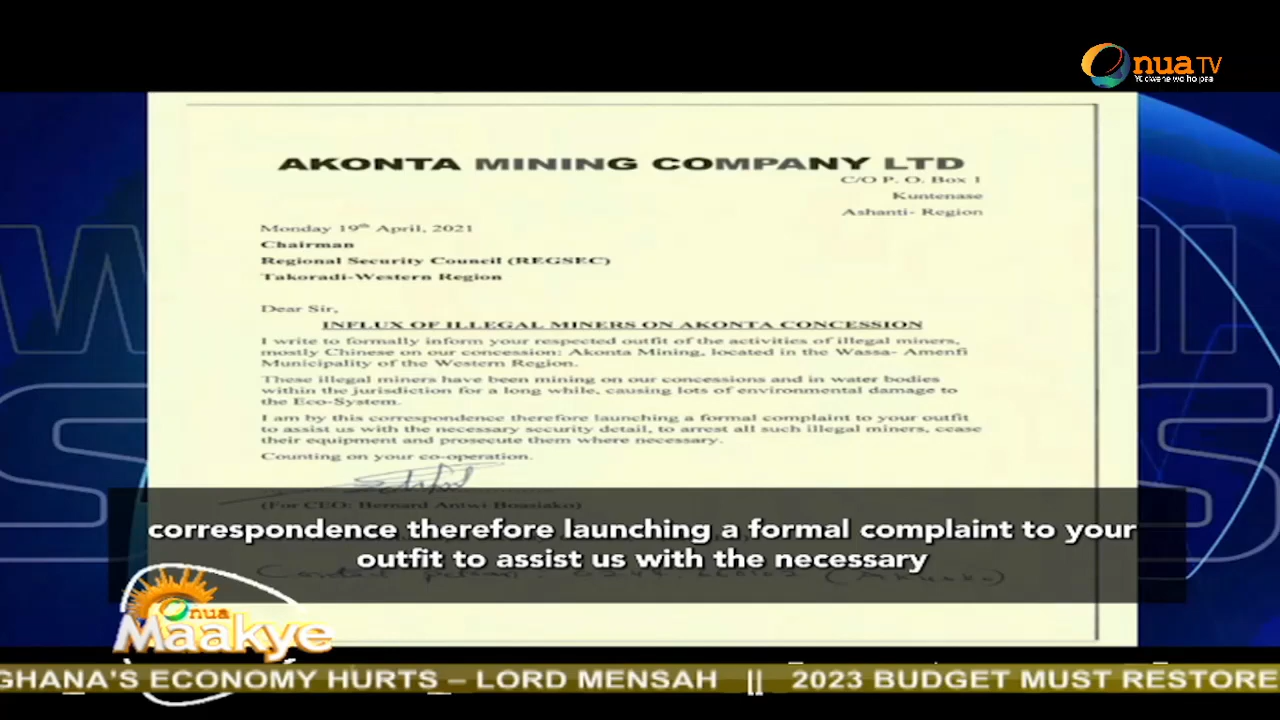 Onua TV
AKONTA MINING COMPANY LTD
C/O P. O. Box 1
Kuntenase
Ashanti- Region
Monday 19th April, 2021
Chairman
Regional Security Council (REGSEC)
Takoradi-Western Region
Dear Sir,
INFLUX OF ILLEGAL MINERS ON AKONTA CONCESSION
I write to formally inform your respected outfit of the activities of illegal miners,
mostly Chinese on our concession: Akonta Mining, located in the Wassa- Amenfi
Municipality of the Western Region.
These illegal miners have been mining on our concessions and in water bodies
within the jurisdiction for a long while, causing lots of environmental damage to
the Eco-System.
I am by this correspondence therefore launching a formal complaint to your outfit
to assist us with the necessary security detail, to arrest all such illegal miners, cease
their equipment and prosecute them where necessary.
Counting on your co-operation.
(For CEO: Bernard Antwi Boasiako)
correspondence therefore launching a formal complaint to your
outfit to assist us with the necessary
Onua
Maakye
GHANA'S ECONOMY HURTS – LORD MENSAH || 2023 BUDGET MUST RESTORE